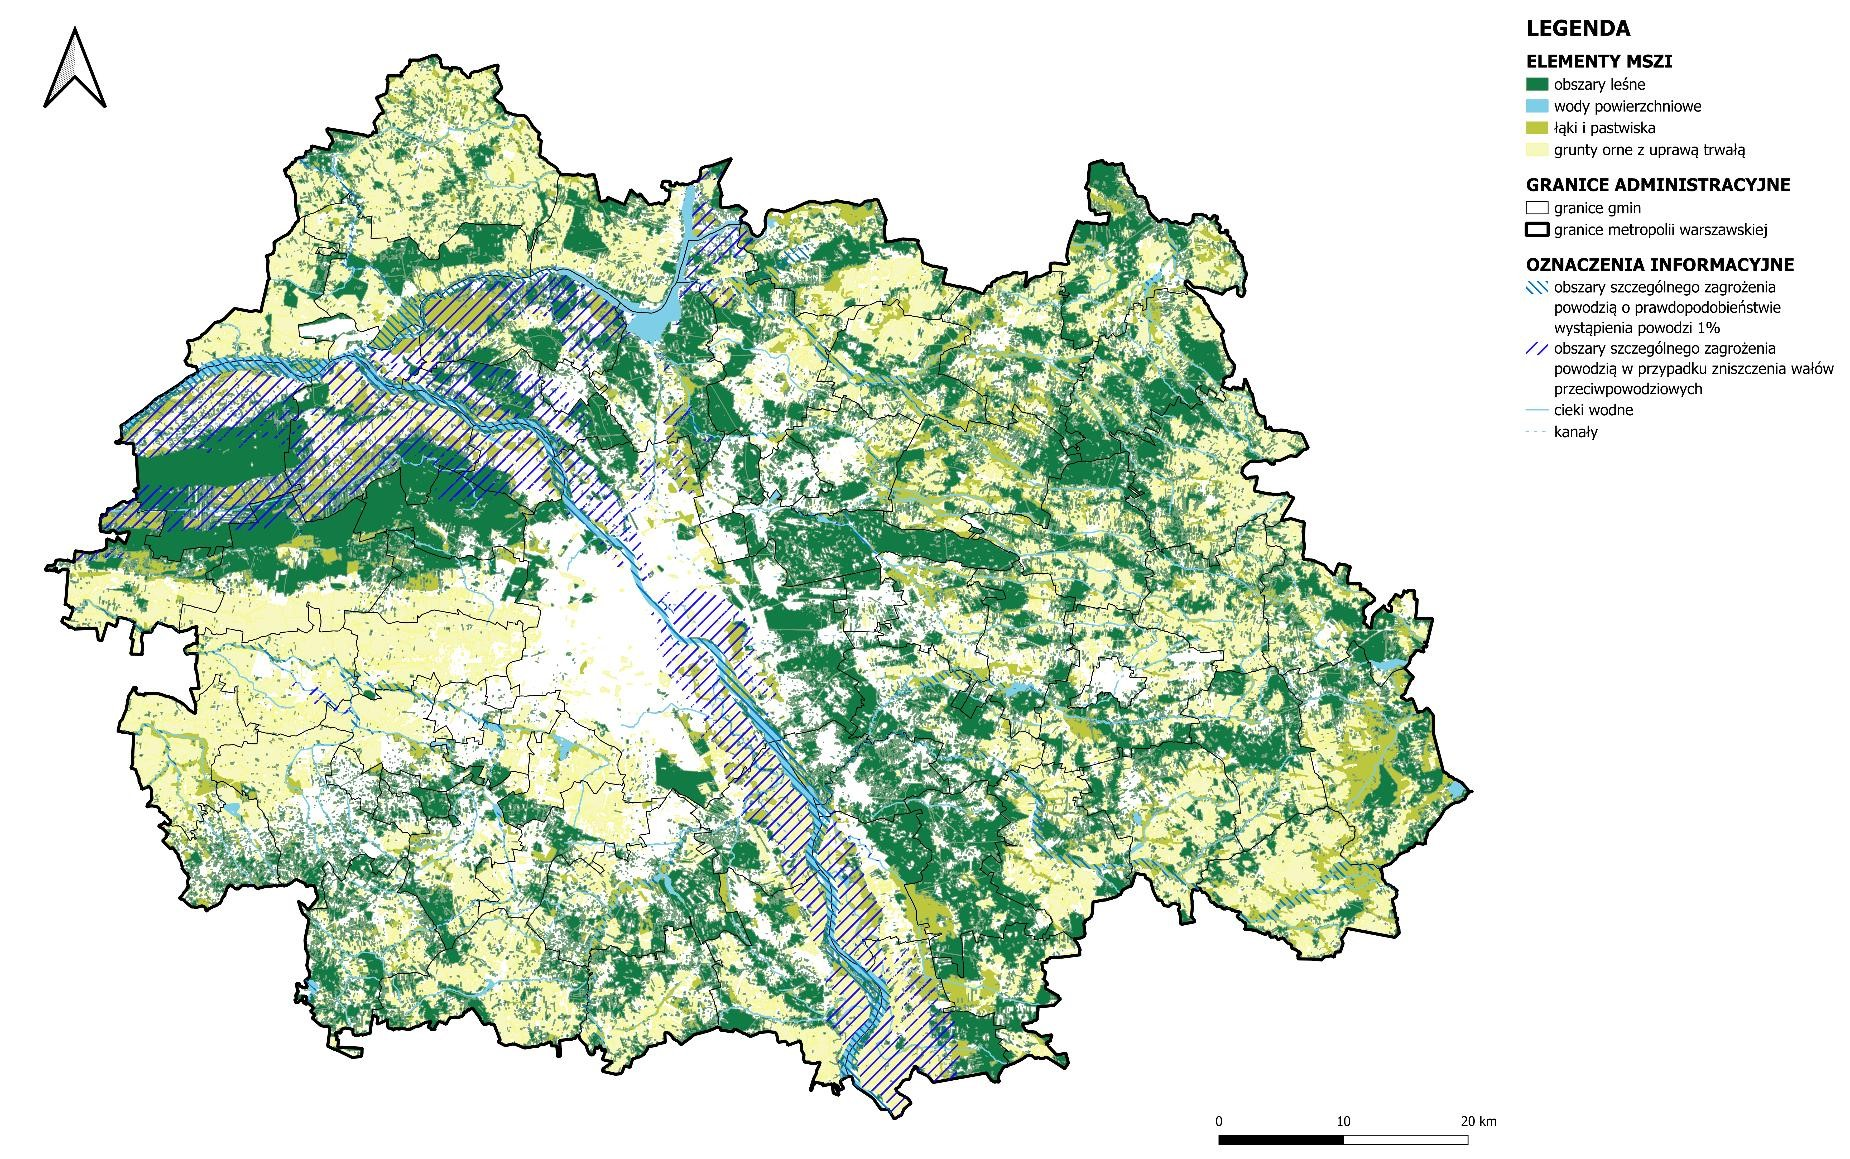 LEGENDA
ELEMENTY MSZI
obszary leśne
wody powierzchniowe
łąki i pastwiska
grunty orne z uprawą trwałą
GRANICE ADMINISTRACYJNE
granice gmin
granice metropolii warszawskiej
OZNACZENIA INFORMACYJNE
obszary szczególnego zagrożenia
powodzią o prawdopodobieństwie
wystąpienia powodzi 1%
obszary szczególnego zagrożenia
powodzią w przypadku zniszczenia wałów
przeciwpowodziowych
cieki wodne
kanały
0 10 20 km